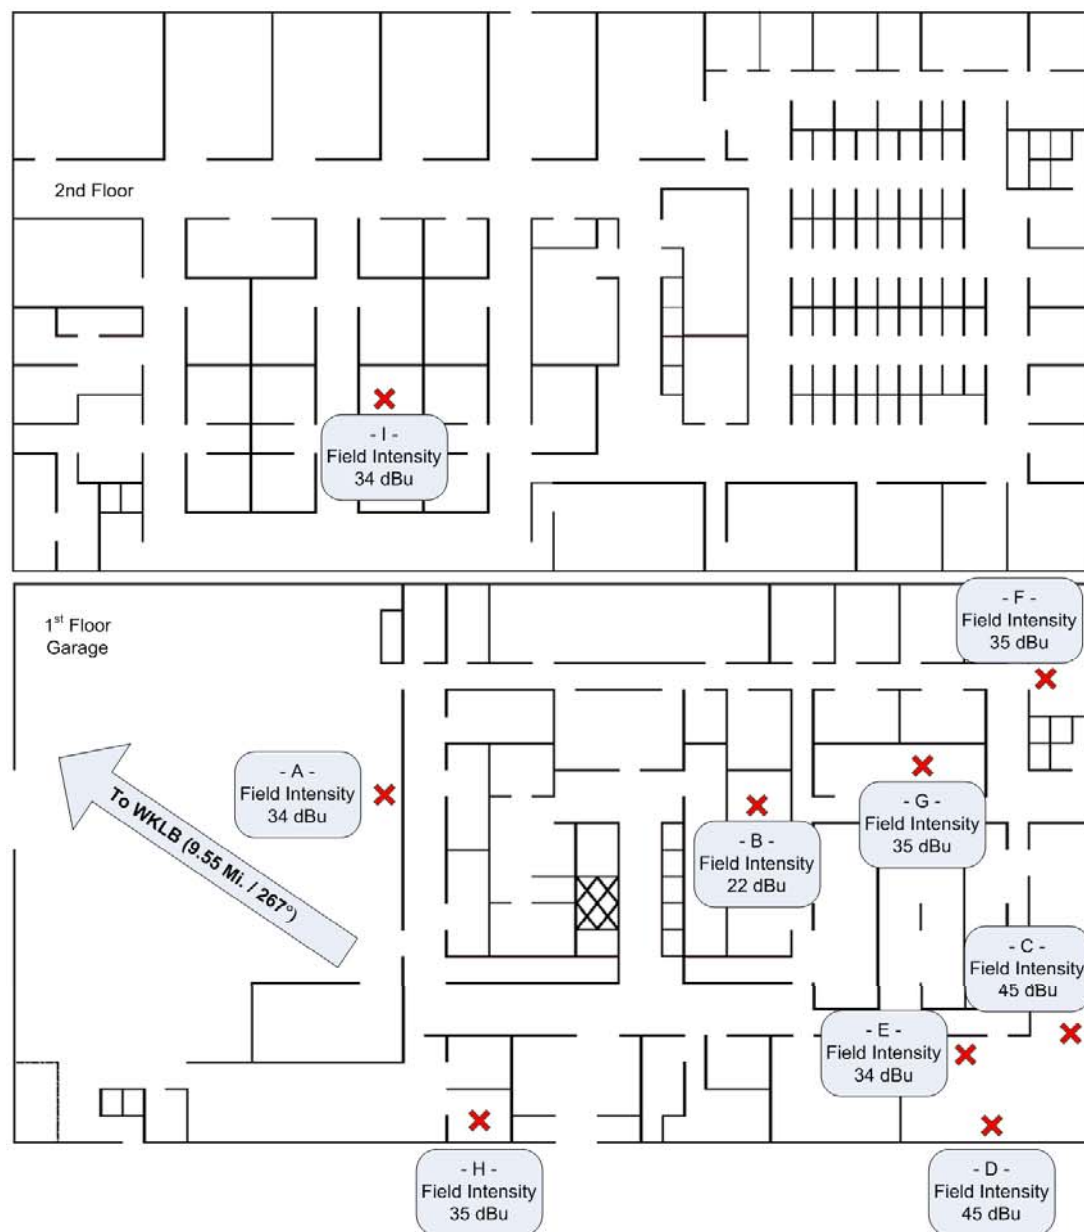 2nd Floor
- I -
Field Intensity
34 dBu
1st Floor
Garage
- F -
Field Intensity
35 dBu
- A -
Field Intensity
34 dBu
To WKLB (9.55 Mi. / 267°)
- G -
Field Intensity
35 dBu
- B -
Field Intensity
22 dBu
- C -
Field Intensity
45 dBu
- E -
Field Intensity
34 dBu
- H -
Field Intensity
35 dBu
- D -
Field Intensity
45 dBu